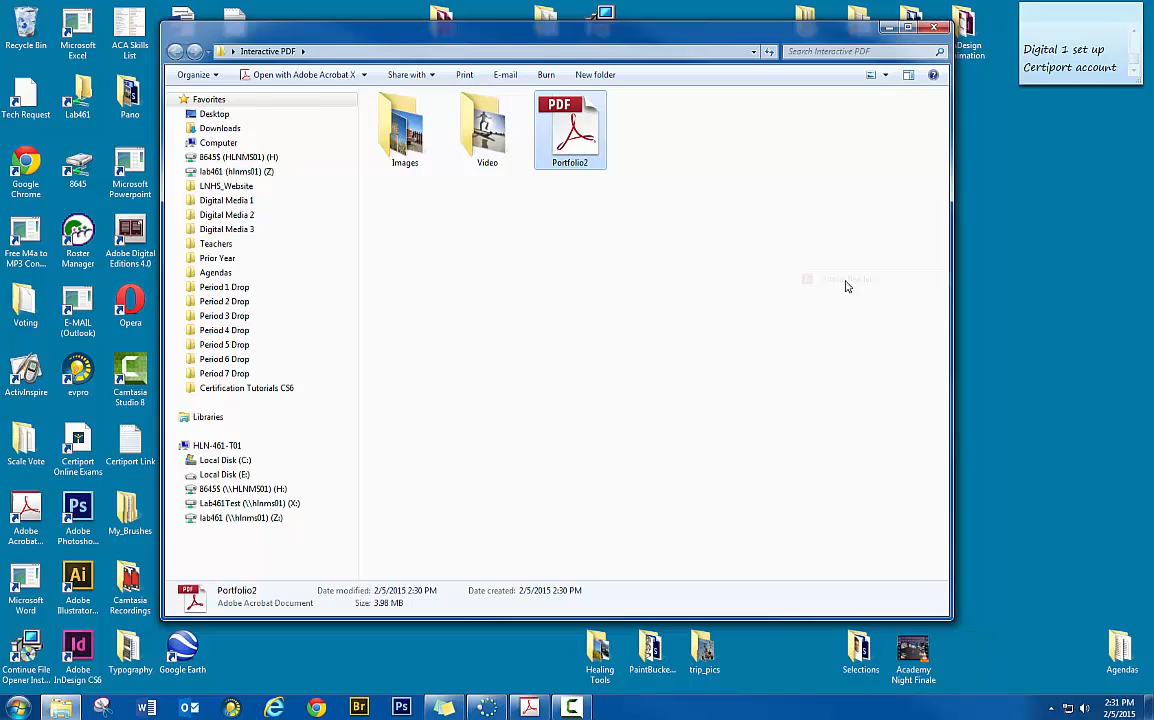 Recycle Bin
Microsoft Excel
ACA Skills List
Digital 1 set up
Certiport account
Interactive PDF
Search Interactive PDF
Organize
Open with Adobe Acrobat X
Share with
Print
E-mail
Burn
New folder
Favorites
Desktop
Downloads
Computer
8645S (HLNMS01) (H)
lab461 (hlnms01) (Z)
LNHS_Website
Digital Media 1
Digital Media 2
Digital Media 3
Teachers
Prior Year
Agendas
Period 1 Drop
Period 2 Drop
Period 3 Drop
Period 4 Drop
Period 5 Drop
Period 6 Drop
Period 7 Drop
Certification Tutorials CS6
Libraries
HLN-461-T01
Local Disk (C:)
Local Disk (E:)
8645S (\\HLNMS01) (H:)
Lab461Test (\\hlnms01) (X:)
lab461 (\\hlnms01) (Z:)
PDF
Images
Video
Portfolio2
PDF
Portfolio2
Date modified: 2/5/2015 2:30 PM
Date created: 2/5/2015 2:30 PM
Adobe Acrobat Document
Size: 3.98 MB
Tech Request
Lab461
Pano
Google Chrome
8645
Microsoft Powerpoint
Free M4a to MP3 Con...
Roster Manager
Adobe Digital Editions 4.0
Voting
E-MAIL (Outlook)
Opera
ActivInspire
evpro
Camtasia Studio 8
Scale Vote
Certiport Online Exams
Certiport Link
Adobe Acrobat...
Adobe Photosho...
My_Brushes
Microsoft Word
Adobe Illustrator...
Camtasia Recordings
Continue File Opener Inst...
Adobe InDesign CS6
Typography
Google Earth
Healing Tools
PaintBucke...
trip_pics
Selections
Academy Night Finale
Agendas
2:31 PM
2/5/2015